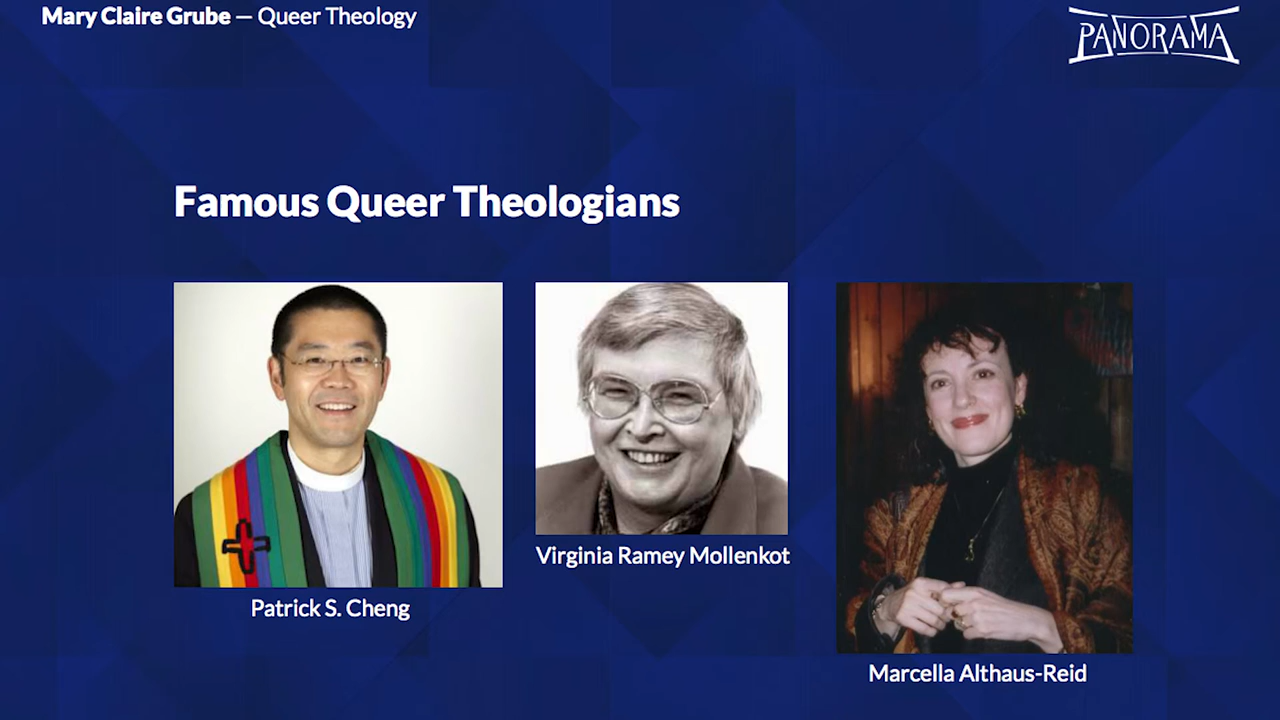 Mary Claire Grube — Queer Theology
PANORAMA
Famous Queer Theologians
Patrick S. Cheng
Virginia Ramey Mollenkot
Marcella Althaus-Reid